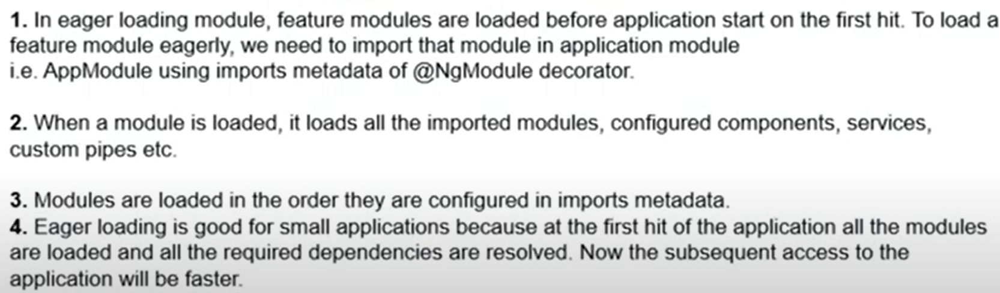 1. In eager loading module, feature modules are loaded before application start on the first hit. To load a
feature module eagerly, we need to import that module in application module
i.e. AppModule using imports metadata of @NgModule decorator.
2. When a module is loaded, it loads all the imported modules, configured components, services,
custom pipes etc.
3. Modules are loaded in the order they are configured in imports metadata.
4. Eager loading is good for small applications because at the first hit of the application all the modules
are loaded and all the required dependencies are resolved. Now the subsequent access to the
application will be faster.